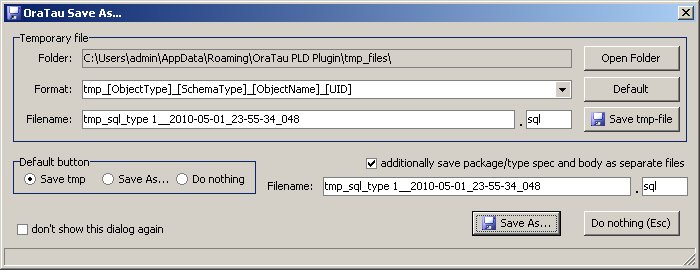 OraTau Save As...
Temporary file
Folder: C:\Users\admin\AppData\Roaming\OraTau PLD Plugin\tmp_files\ Open Folder
Format: tmp_[ObjectType]_[SchemaType]_[ObjectName]_[UID] Default
Filename: tmp_sql_type 1__2010-05-01_23-55-34_048 . sql Save tmp-file
Default button
Save tmp Save As... Do nothing
additionally save package/type spec and body as separate files
Filename: tmp_sql_type 1__2010-05-01_23-55-34_048 . sql
don't show this dialog again
Save As... Do nothing (Esc)